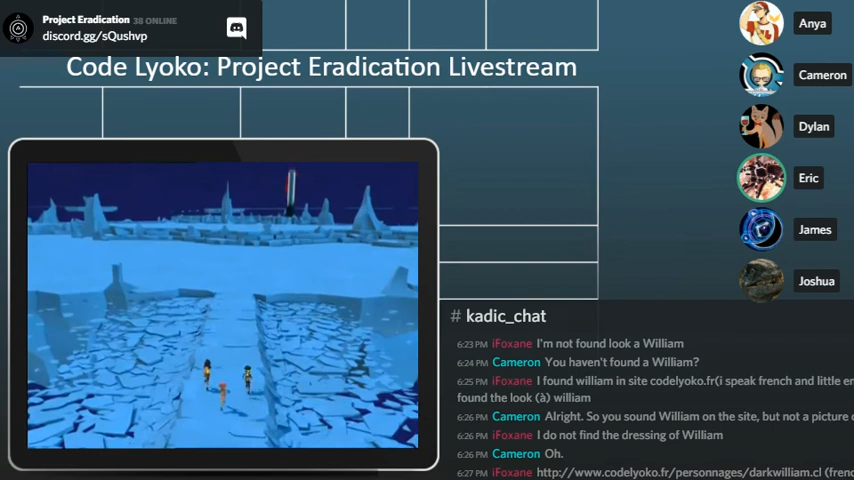 Project Eradication 38 ONLINE
discord.gg/sQushvp
Code Lyoko: Project Eradication Livestream
Anya
Cameron
Dylan
Eric
James
Joshua
# kadic_chat
6:23 PM iFoxane I'm not found look a William
6:24 PM Cameron You haven't found a William?
6:25 PM iFoxane I found william in site codelyoko.fr(i speak french and little en
found the look (à) william
6:26 PM Cameron Alright. So you sound William on the site, but not a picture o
6:26 PM iFoxane I do not find the dressing of William
6:26 PM Cameron Oh.
6:27 PM iFoxane http://www.codelyoko.fr/personnages/darkwilliam.cl (fren